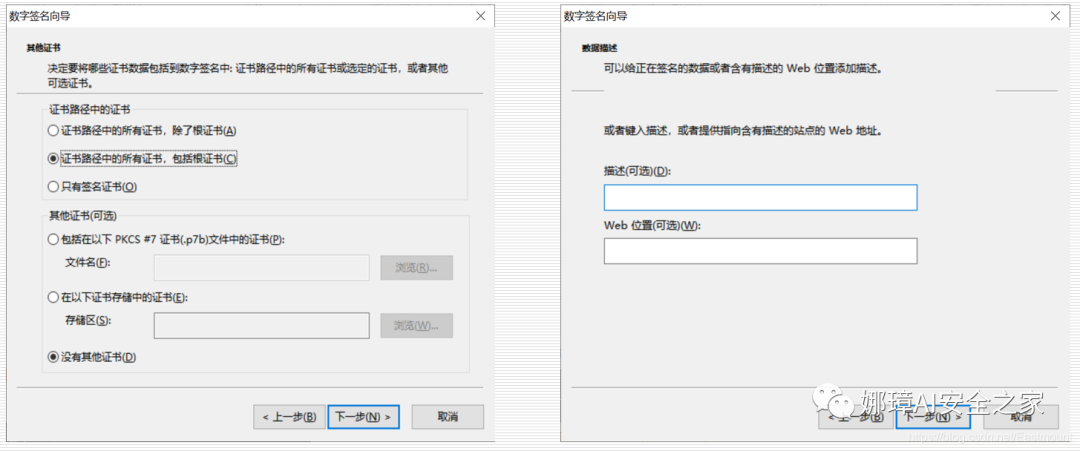 数字签名向导
其他证书
决定要将哪些证书数据包括到数字签名中: 证书路径中的所有证书或选定的证书，或者其他
可选证书。
证书路径中的证书
证书路径中的所有证书，除了根证书(A)
证书路径中的所有证书，包括根证书(C)
只有签名证书(O)
其他证书(可选)
包括在以下 PKCS #7 证书(.p7b)文件中的证书(P):
文件名(F):
浏览(R)...
在以下证书存储中的证书(E):
存储区(S):
浏览(W)...
没有其他证书(D)
< 上一步(B)
下一步(N) >
取消
数字签名向导
数据描述
可以给正在签名的数据或者含有描述的 Web 位置添加描述。
或者键入描述，或者提供指向含有描述的站点的 Web 地址。
描述(可选)(D):
Web 位置(可选)(W):
< 上一步(B)
下一步(N) >
取消
娜璋AI安全之家
https://blog.csdn.net/Eastmount